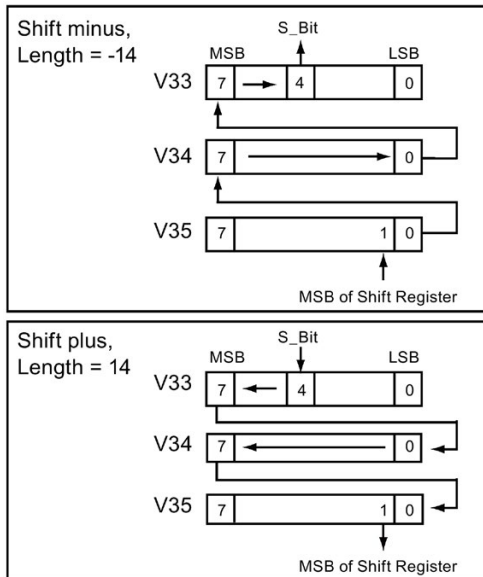 Shift minus,
Length = -14
S_Bit
MSB LSB
V33 7 4 0
V34 7 0
V35 7 1 0
MSB of Shift Register
Shift plus,
Length = 14
S_Bit
MSB LSB
V33 7 4 0
V34 7 0
V35 7 1 0
MSB of Shift Register